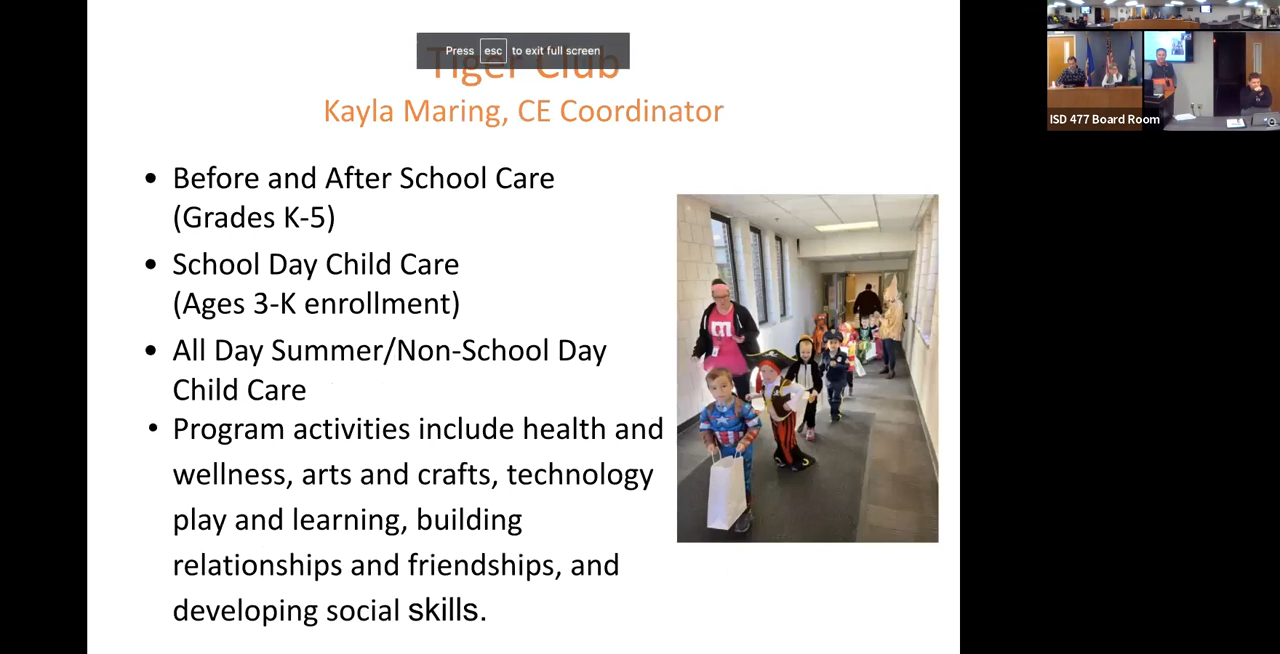 Press esc to exit full screen
Tiger Club
Kayla Maring, CE Coordinator
• Before and After School Care
(Grades K-5)
• School Day Child Care
(Ages 3-K enrollment)
• All Day Summer/Non-School Day
Child Care
• Program activities include health and
wellness, arts and crafts, technology
play and learning, building
relationships and friendships, and
developing social skills.
m
ISD 477 Board Room